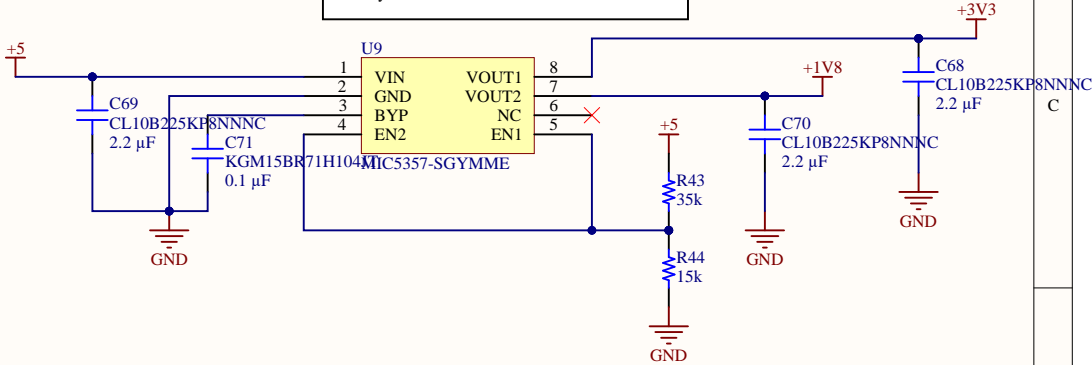 +3V3
+5
U9
1 VIN VOUT1 8
2 GND VOUT2 7
3 BYP NC 6
4 EN2 EN1 5
MIC5357-SGYMME
C69
CL10B225KP8NNNC
2.2 µF
C71
0.1 µF
GND
+5
R43
35k
R44
15k
GND
+1V8
C70
CL10B225KP8NNNC
2.2 µF
GND
C68
CL10B225KP8NNNC
2.2 µF
GND
C